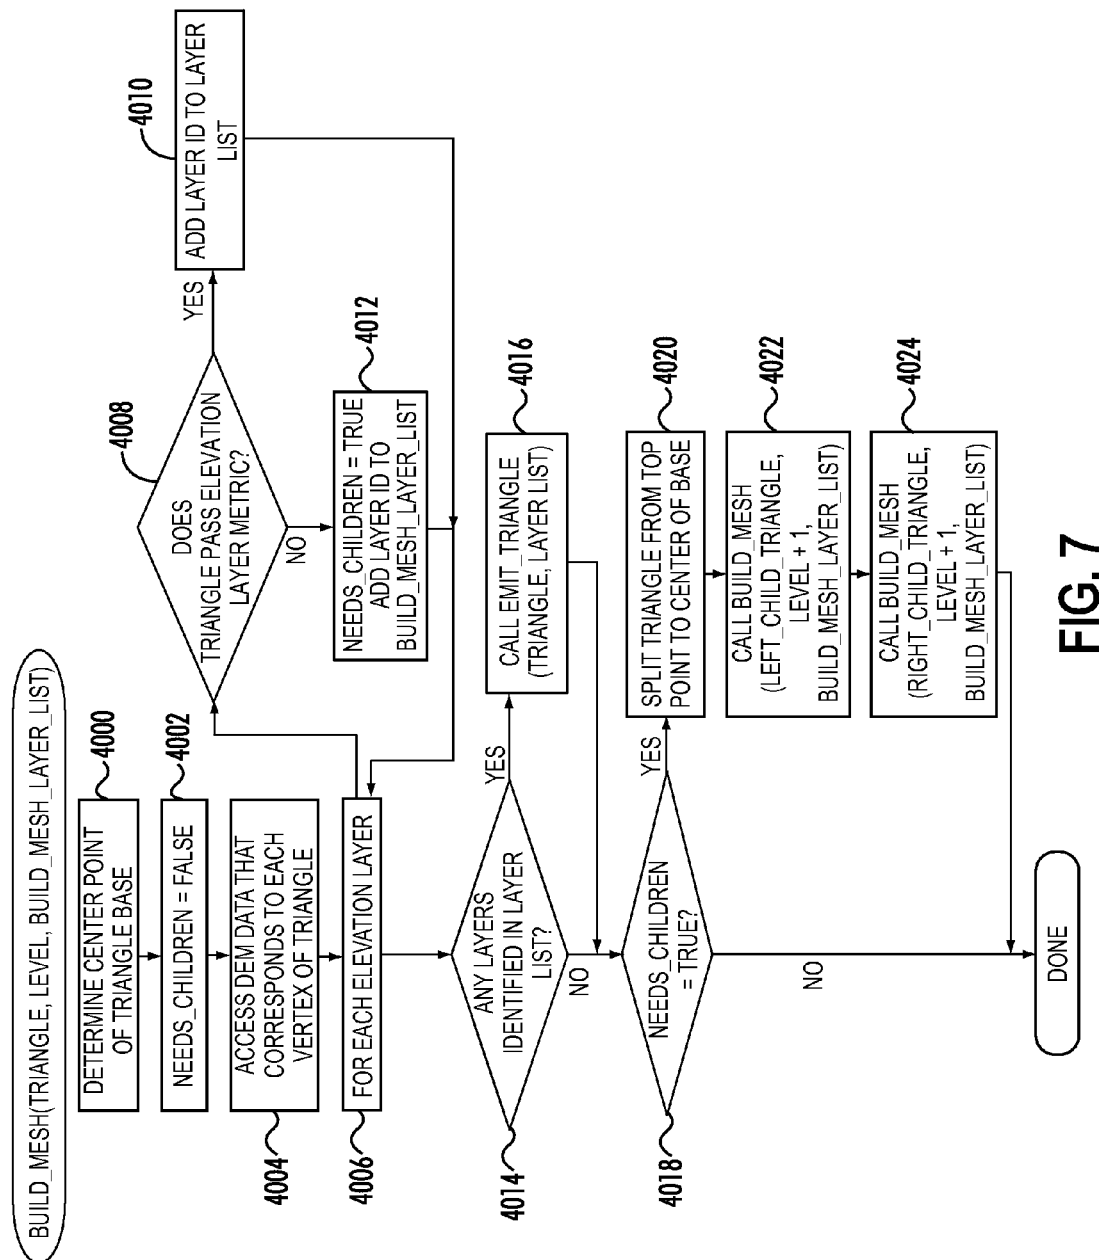 BUILD_MESH(TRIANGLE, LEVEL, BUILD_MESH_LAYER_LIST)
4000
DETERMINE CENTER POINT
OF TRIANGLE BASE
4002
NEEDS_CHILDREN = FALSE
4004
ACCESS DEM DATA THAT
CORRESPONDS TO EACH
VERTEX OF TRIANGLE
4006
FOR EACH ELEVATION LAYER
4008
DOES
TRIANGLE PASS ELEVATION
LAYER METRIC?
YES
NO
4010
ADD LAYER ID TO LAYER
LIST
4012
NEEDS_CHILDREN = TRUE
ADD LAYER ID TO
BUILD_MESH_LAYER_LIST
4014
ANY LAYERS
IDENTIFIED IN LAYER
LIST?
YES
NO
4016
CALL EMIT_TRIANGLE
(TRIANGLE, LAYER LIST)
4018
NEEDS_CHILDREN
= TRUE?
YES
NO
4020
SPLIT TRIANGLE FROM TOP
POINT TO CENTER OF BASE
4022
CALL BUILD_MESH
(LEFT_CHILD_TRIANGLE,
LEVEL + 1,
BUILD_MESH_LAYER_LIST)
4024
CALL BUILD_MESH
(RIGHT_CHILD_TRIANGLE,
LEVEL + 1,
BUILD_MESH_LAYER_LIST)
DONE
FIG. 7